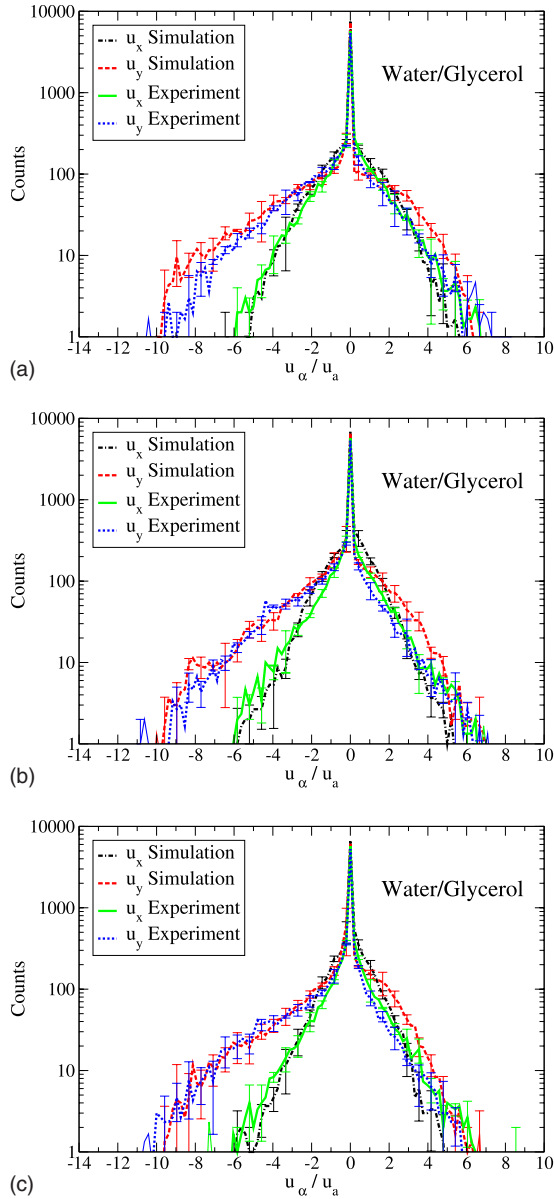 10000
1000
100
10
1
Counts
u_x Simulation
u_y Simulation
u_x Experiment
u_y Experiment
Water/Glycerol
-14 -12 -10 -8 -6 -4 -2 0 2 4 6 8 10
u_α / u_a
(a)
10000
1000
100
10
1
Counts
u_x Simulation
u_y Simulation
u_x Experiment
u_y Experiment
Water/Glycerol
-14 -12 -10 -8 -6 -4 -2 0 2 4 6 8 10
u_α / u_a
(b)
10000
1000
100
10
1
Counts
u_x Simulation
u_y Simulation
u_x Experiment
u_y Experiment
Water/Glycerol
-14 -12 -10 -8 -6 -4 -2 0 2 4 6 8 10
u_α / u_a
(c)